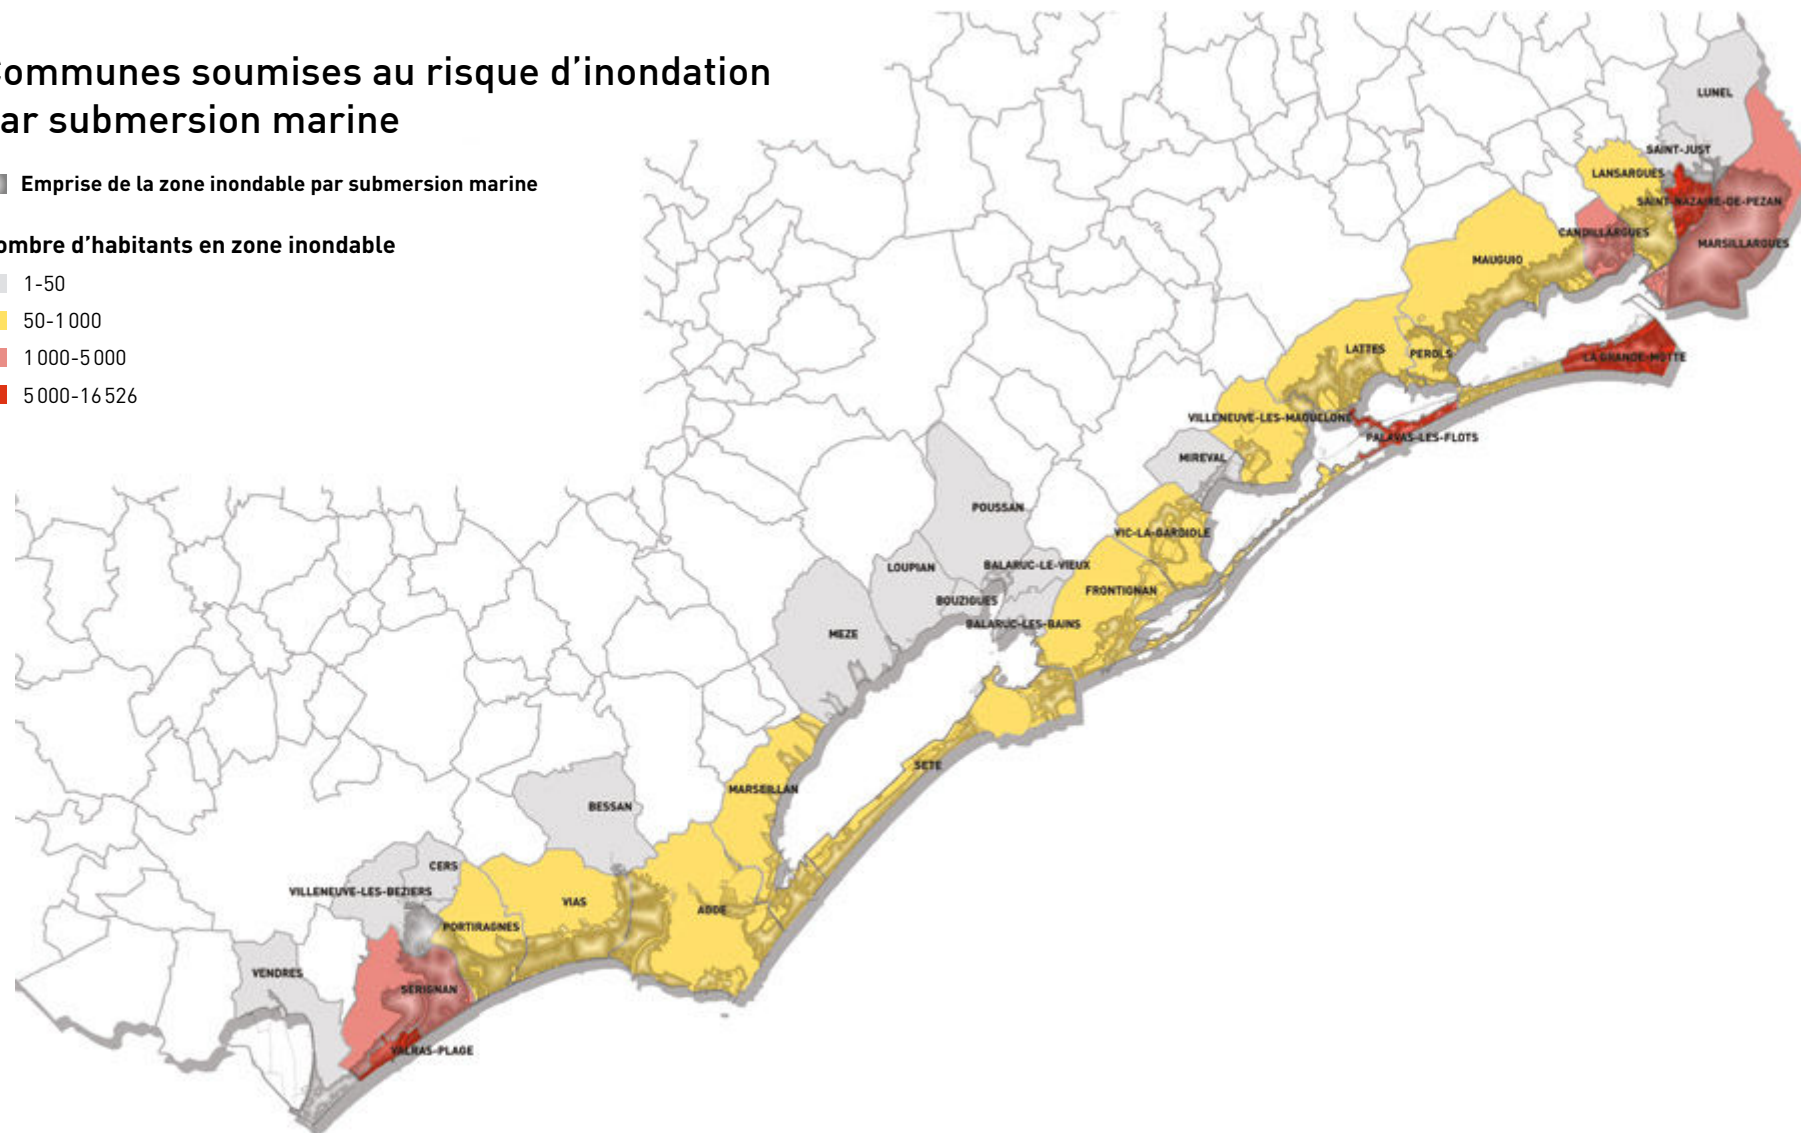 ommunes soumises au risque d'inondation
ar submersion marine
Emprise de la zone inondable par submersion marine
ombre d'habitants en zone inondable
1-50
50-1 000
1 000-5 000
5 000-16 526
LUNEL
SAINT-JUST
LANSARGUES
SAINT-NAZAIRE-DE-PEZAN
CANDILLARGUES
MARSILLARGUES
MAUGUIO
LATTES
PEROLS
LA GRANDE-MOTTE
VILLENEUVE-LES-MAGUELONE
PALAVAS-LES-FLOTS
MIREVAL
POUSSAN
VIC-LA-GARDIOLE
LOUPIAN
BALARUC-LE-VIEUX
FRONTIGNAN
BOUZIGUES
BALARUC-LES-BAINS
MEZE
SETE
MARSEILLAN
BESSAN
CERS
VILLENEUVE-LES-BEZIERS
VIAS
AGDE
PORTIRAGNES
VENDRES
SERIGNAN
VALRAS-PLAGE